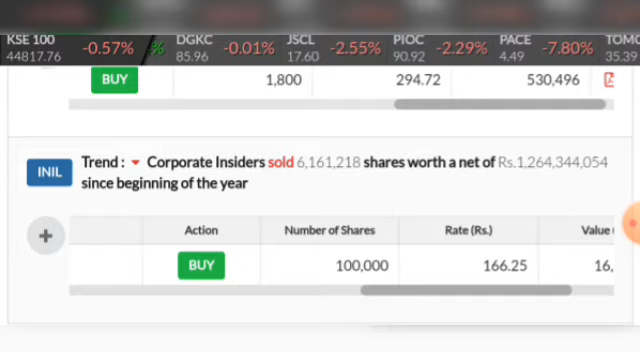 KSE 100 DGKC JSCL PIOC PACE TOMC
44817.76 -0.57% % 85.96 -0.01% 17.60 -2.55% 90.92 -2.29% 4.49 -7.80% 35.39
BUY 1,800 294.72 530,496
INIL
Trend : Corporate Insiders sold 6,161,218 shares worth a net of Rs.1,264,344,054
since beginning of the year
+
Action Number of Shares Rate (Rs.) Value
BUY 100,000 166.25 16,